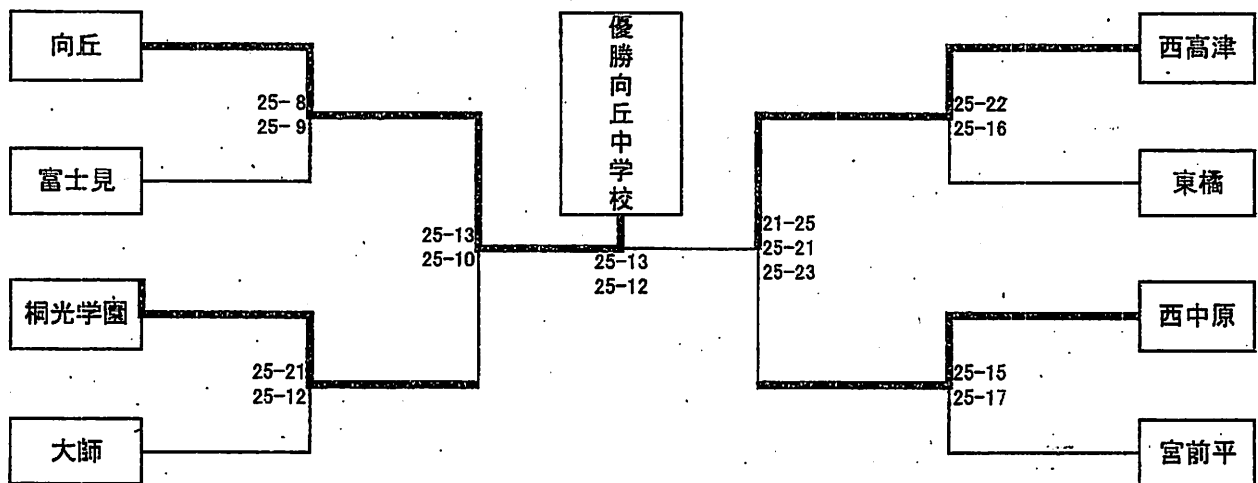 向丘
25-8
25-9
富士見
25-13
25-10
桐光学園
25-21
25-12
大師
優勝向丘中学校
25-13
25-12
西高津
25-22
25-16
東橘
21-25
25-21
25-23
西中原
25-15
25-17
宮前平